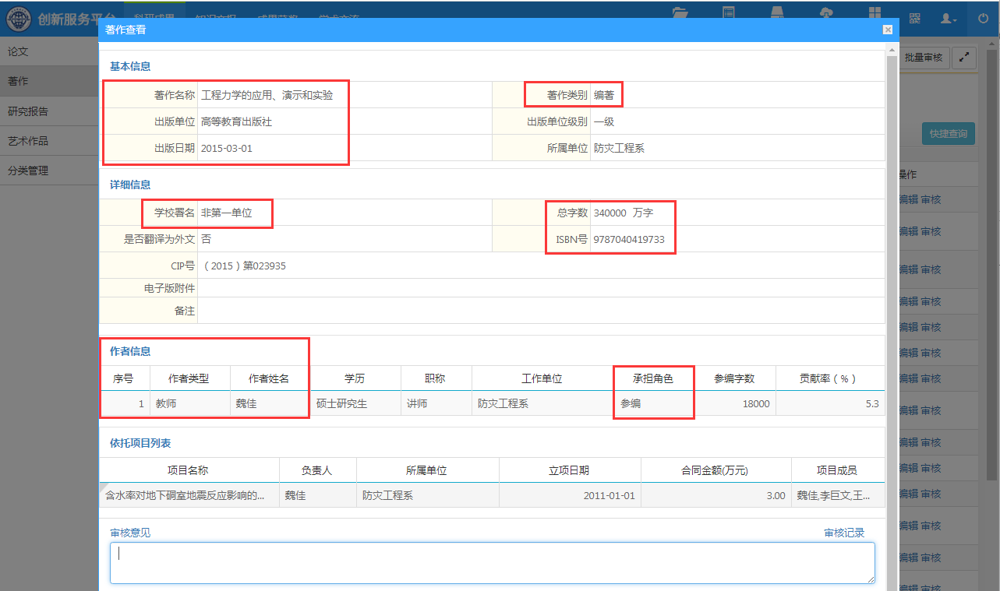 创新服务平台
科研成果
论文
著作
研究报告
艺术作品
分类管理
著作查看
批量审核
快捷查询
基本信息
著作名称 工程力学的应用、演示和实验 著作类别 编著
出版单位 高等教育出版社 出版单位级别 一级
出版日期 2015-03-01 所属单位 防灾工程系
详细信息
学校署名 非第一单位 总字数 340000 万字
是否翻译为外文 否 ISBN号 9787040419733
CIP号 （2015）第023935
电子版附件
备注
作者信息
序号 作者类型 作者姓名 学历 职称 工作单位 承担角色 参编字数 贡献率（%）
1 教师 魏佳 硕士研究生 讲师 防灾工程系 参编 18000 5.3
依托项目列表
项目名称 负责人 所属单位 立项日期 合同金额(万元) 项目成员
含水率对地下硐室地震反应影响的... 魏佳 防灾工程系 2011-01-01 3.00 魏佳,李巨文,王...
审核意见 审核记录
操作
编辑 审核
编辑 审核
编辑 审核
编辑 审核
编辑 审核
编辑 审核
编辑 审核
编辑 审核
编辑 审核
编辑 审核
编辑 审核
编辑 审核
编辑 审核
编辑 审核